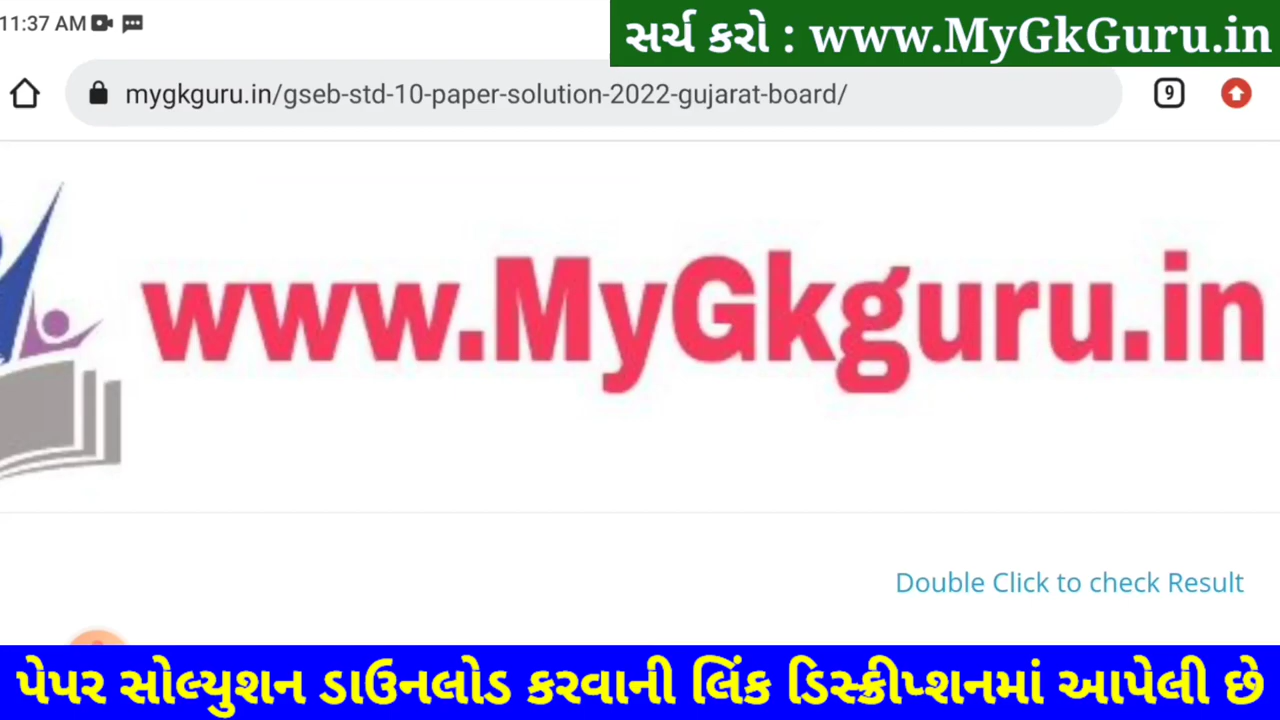 11:37 AM
સર્ચ કરો : www.MyGkGuru.in
mygkguru.in/gseb-std-10-paper-solution-2022-gujarat-board/
9
www.MyGkguru.in
Double Click to check Result
પેપર સોલ્યુશન ડાઉનલોડ કરવાની લિંક ડિસ્ક્રીપ્શનમાં આપેલી છે